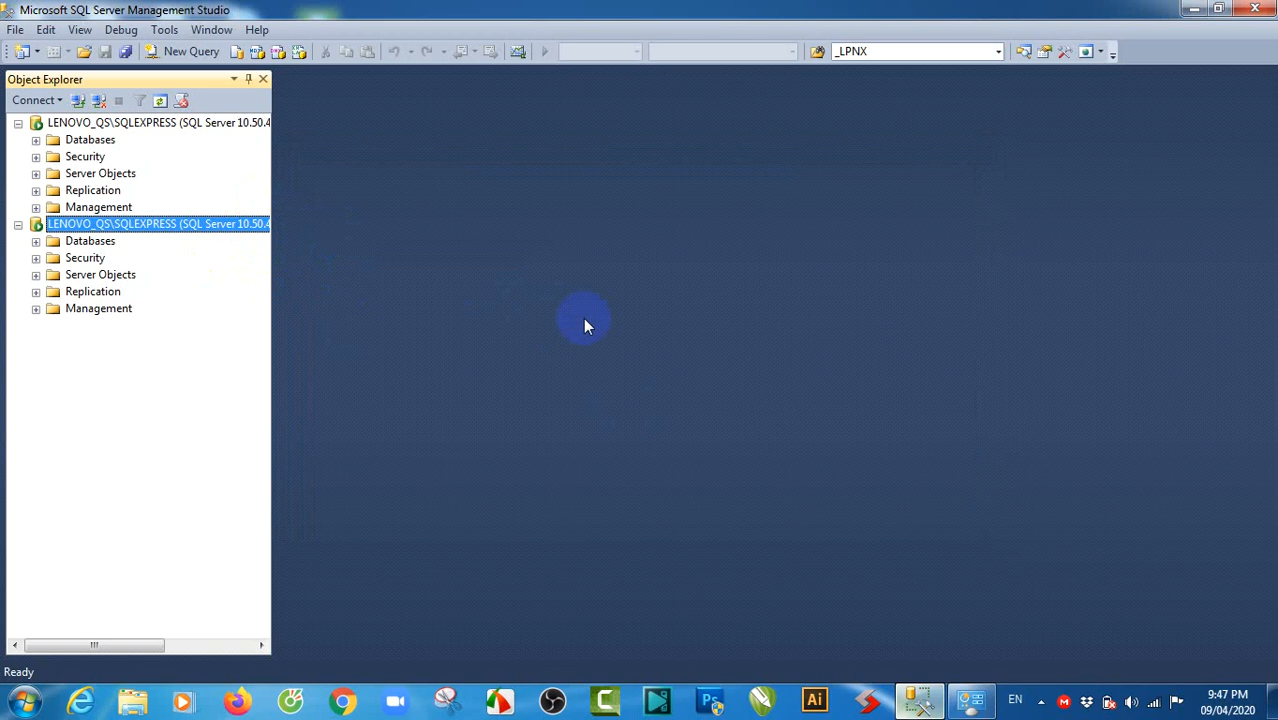 Microsoft SQL Server Management Studio
File Edit View Debug Tools Window Help
New Query
_LPNX
Object Explorer
Connect
LENOVO_QS\SQLEXPRESS (SQL Server 10.50.4
Databases
Security
Server Objects
Replication
Management
LENOVO_QS\SQLEXPRESS (SQL Server 10.50.4
Databases
Security
Server Objects
Replication
Management
Ready
Ps
Ai
EN
M
9:47 PM
09/04/2020